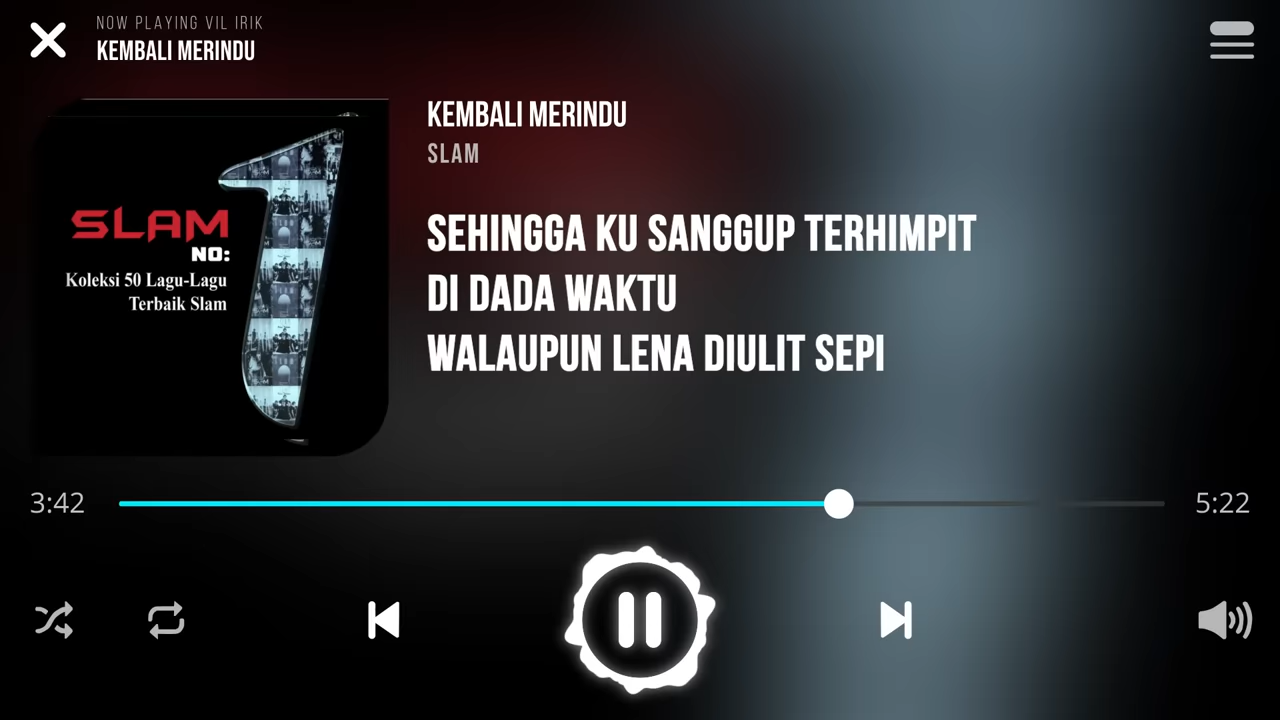 NOW PLAYING VIL IRIK
KEMBALI MERINDU
KEMBALI MERINDU
SLAM
SLAM
NO:
Koleksi 50 Lagu-Lagu
Terbaik Slam
SEHINGGA KU SANGGUP TERHIMPIT
DI DADA WAKTU
WALAUPUN LENA DIULIT SEPI
3:42
5:22